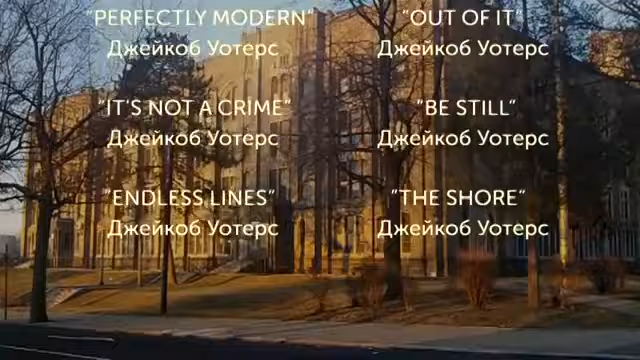 "PERFECTLY MODERN"
Джейкоб Уотерс
"OUT OF IT"
Джейкоб Уотерс
"IT'S NOT A CRIME"
Джейкоб Уотерс
"BE STILL"
Джейкоб Уотерс
"ENDLESS LINES"
Джейкоб Уотерс
"THE SHORE"
Джейкоб Уотерс